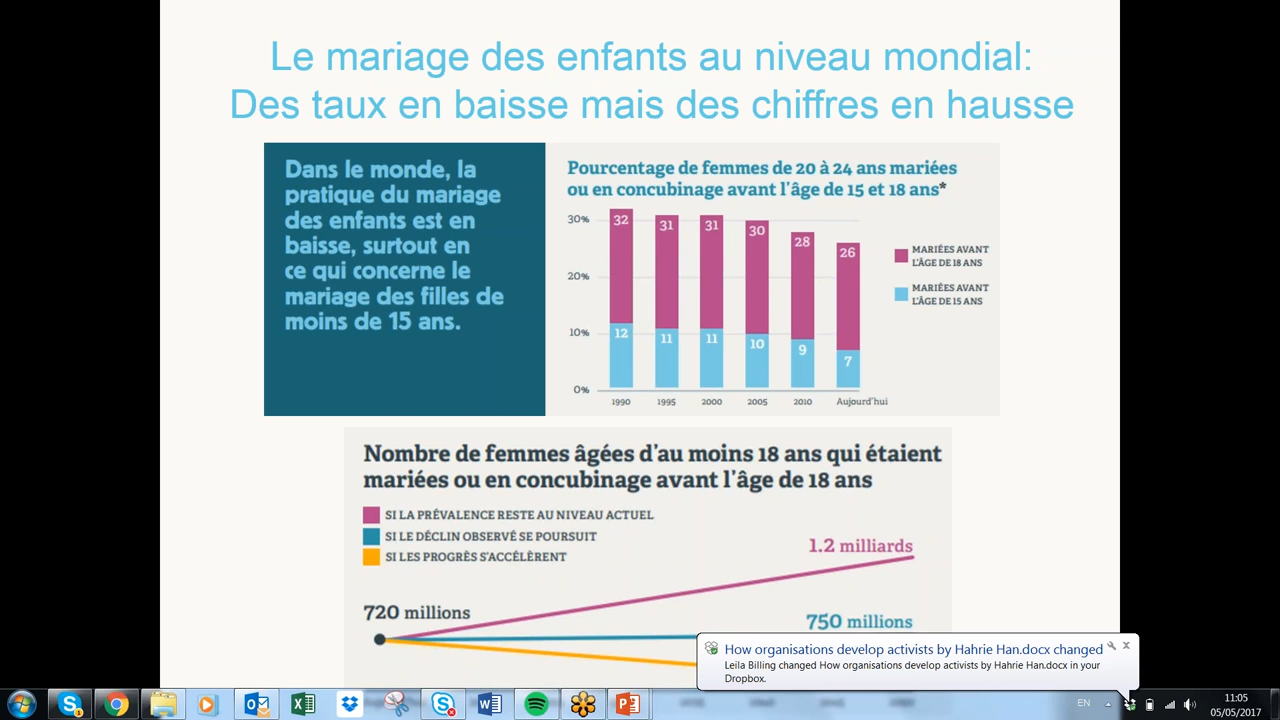 Le mariage des enfants au niveau mondial:
Des taux en baisse mais des chiffres en hausse
Dans le monde, la
pratique du mariage
des enfants est en
baisse, surtout en
ce qui concerne le
mariage des filles de
moins de 15 ans.
Pourcentage de femmes de 20 à 24 ans mariées
ou en concubinage avant l'âge de 15 et 18 ans*
30%
20%
10%
0%
32
31
31
30
28
26
12
11
11
10
9
7
1990
1995
2000
2005
2010
Aujourd'hui
MARIÉES AVANT
L'ÂGE DE 18 ANS
MARIÉES AVANT
L'ÂGE DE 15 ANS
Nombre de femmes âgées d'au moins 18 ans qui étaient
mariées ou en concubinage avant l'âge de 18 ans
SI LA PRÉVALENCE RESTE AU NIVEAU ACTUEL
SI LE DÉCLIN OBSERVÉ SE POURSUIT
SI LES PROGRÈS S'ACCÉLÈRENT
1.2 milliards
720 millions
750 millions
How organisations develop activists by Hahrie Han.docx changed
Leila Billing changed How organisations develop activists by Hahrie Han.docx in your
Dropbox.
EN
11:05
05/05/2017